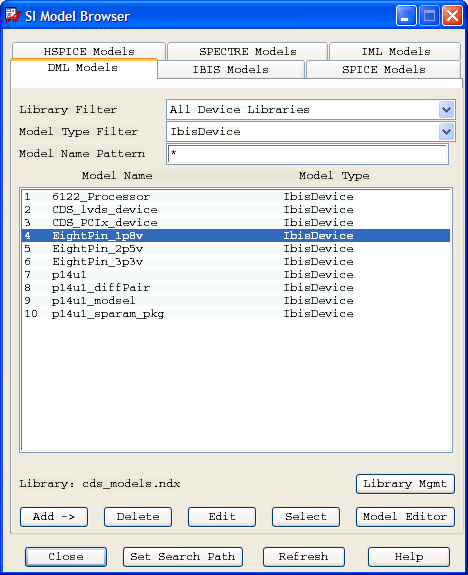 SI Model Browser
HSPICE Models SPECTRE Models IML Models
DML Models IBIS Models SPICE Models
Library Filter All Device Libraries
Model Type Filter IbisDevice
Model Name Pattern *
Model Name Model Type
1 6122_Processor IbisDevice
2 CDS_lvds_device IbisDevice
3 CDS_PCIx_device IbisDevice
4 EightPin_1p8v IbisDevice
5 EightPin_2p5v IbisDevice
6 EightPin_3p3v IbisDevice
7 p14u1 IbisDevice
8 p14u1_diffPair IbisDevice
9 p14u1_modsel IbisDevice
10 p14u1_sparam_pkg IbisDevice
Library: cds_models.ndx Library Mgmt
Add -> Delete Edit Select Model Editor
Close Set Search Path Refresh Help